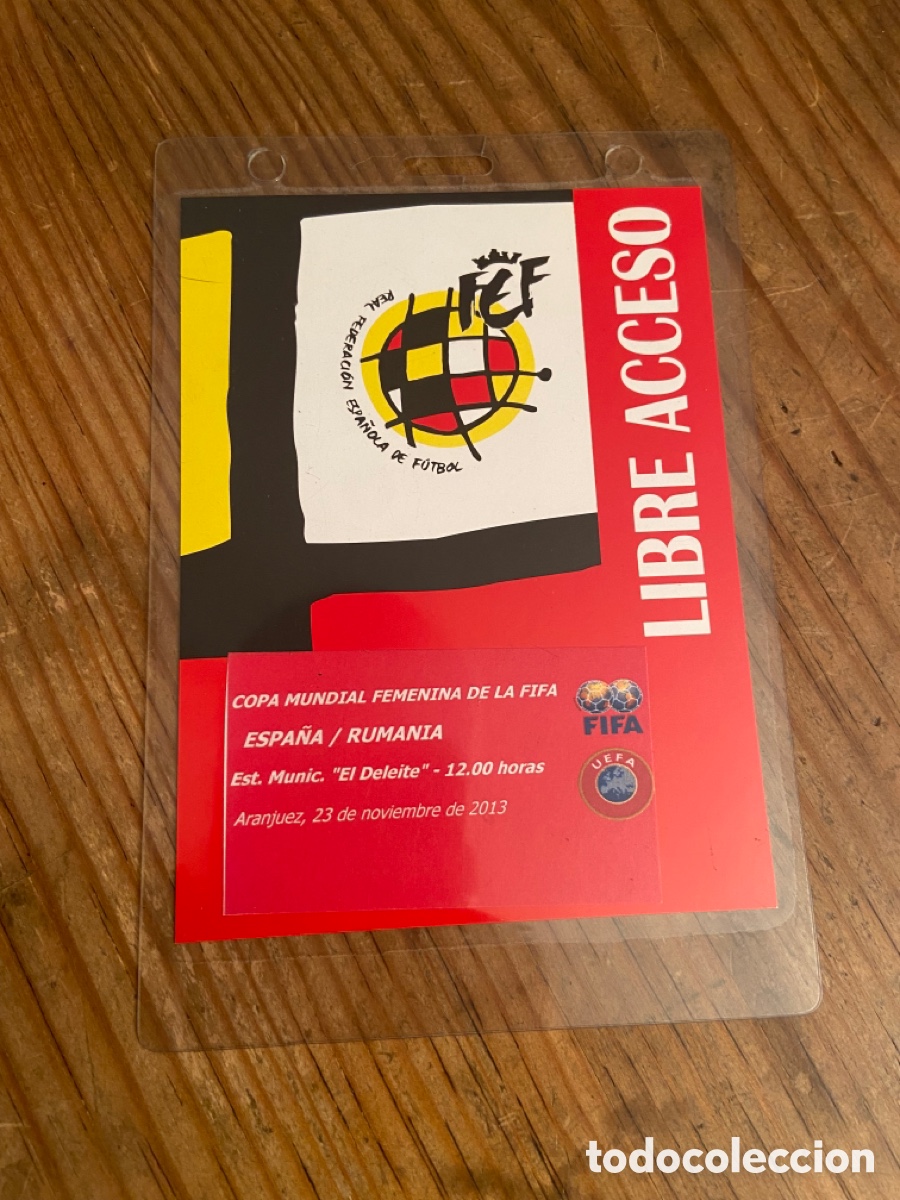 FEF
REAL FEDERACIÓN ESPAÑOLA DE FÚTBOL
LIBRE ACCESO
COPA MUNDIAL FEMENINA DE LA FIFA
ESPAÑA / RUMANIA
Est. Munic. "El Deleite" - 12.00 horas
Aranjuez, 23 de noviembre de 2013
FIFA
UEFA
todocoleccion